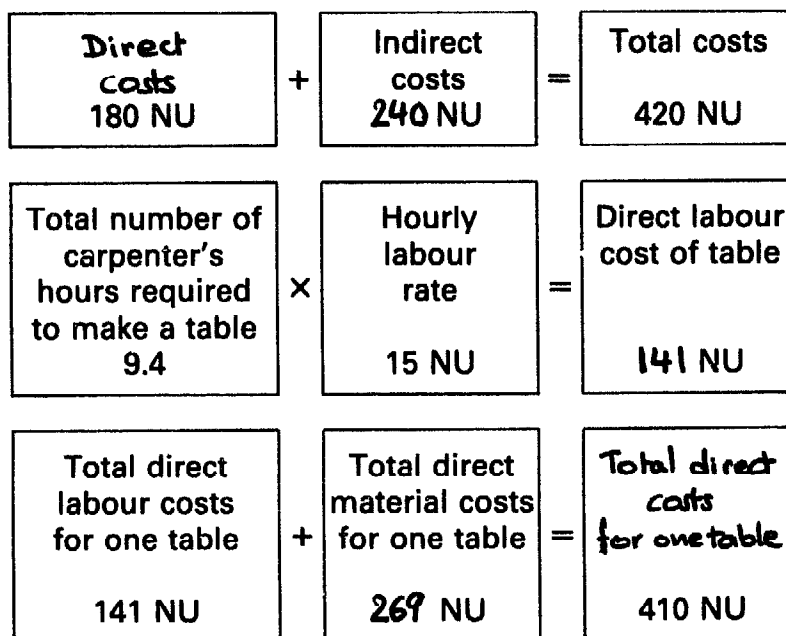 Direct
costs
180 NU
+
Indirect
costs
240 NU
=
Total costs
420 NU
Total number of
carpenter's
hours required
to make a table
9.4
×
Hourly
labour
rate
15 NU
=
Direct labour
cost of table
141 NU
Total direct
labour costs
for one table
141 NU
+
Total direct
material costs
for one table
269 NU
=
Total direct
costs
for one table
410 NU